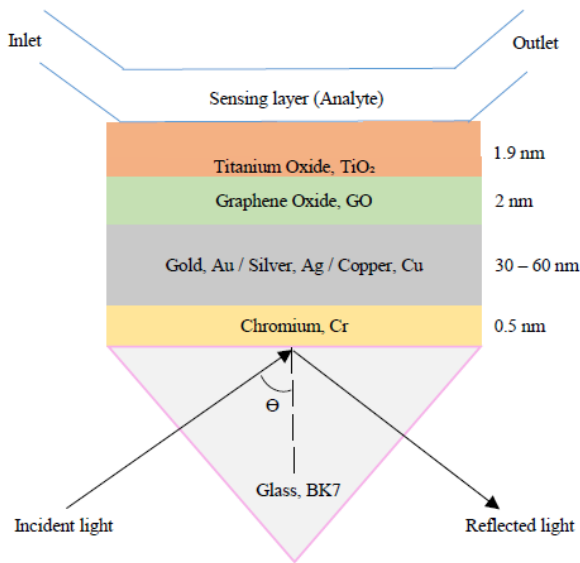 Inlet
Outlet
Sensing layer (Analyte)
Titanium Oxide, TiO₂
1.9 nm
Graphene Oxide, GO
2 nm
Gold, Au / Silver, Ag / Copper, Cu
30 – 60 nm
Chromium, Cr
0.5 nm
Ɵ
Glass, BK7
Incident light
Reflected light